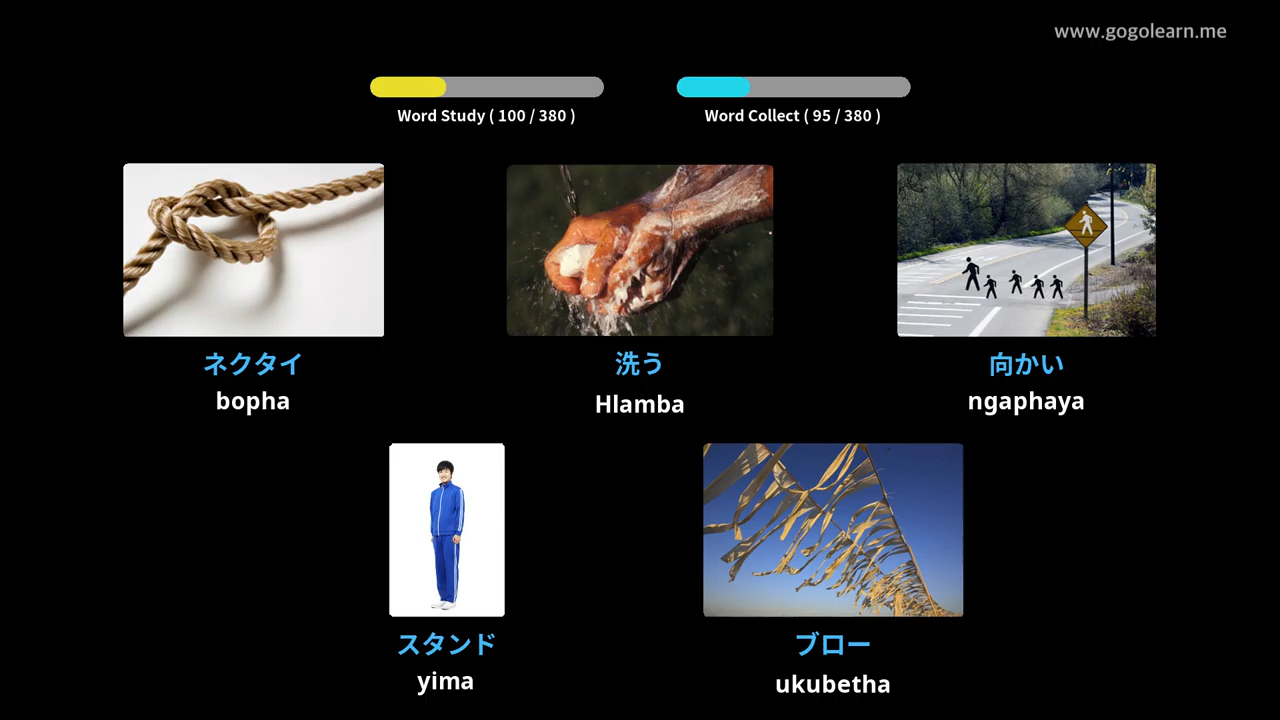 www.gogolearn.me
Word Study ( 100 / 380 )
Word Collect ( 95 / 380 )
ネクタイ
bopha
洗う
Hlamba
向かい
ngaphaya
スタンド
yima
ブロー
ukubetha